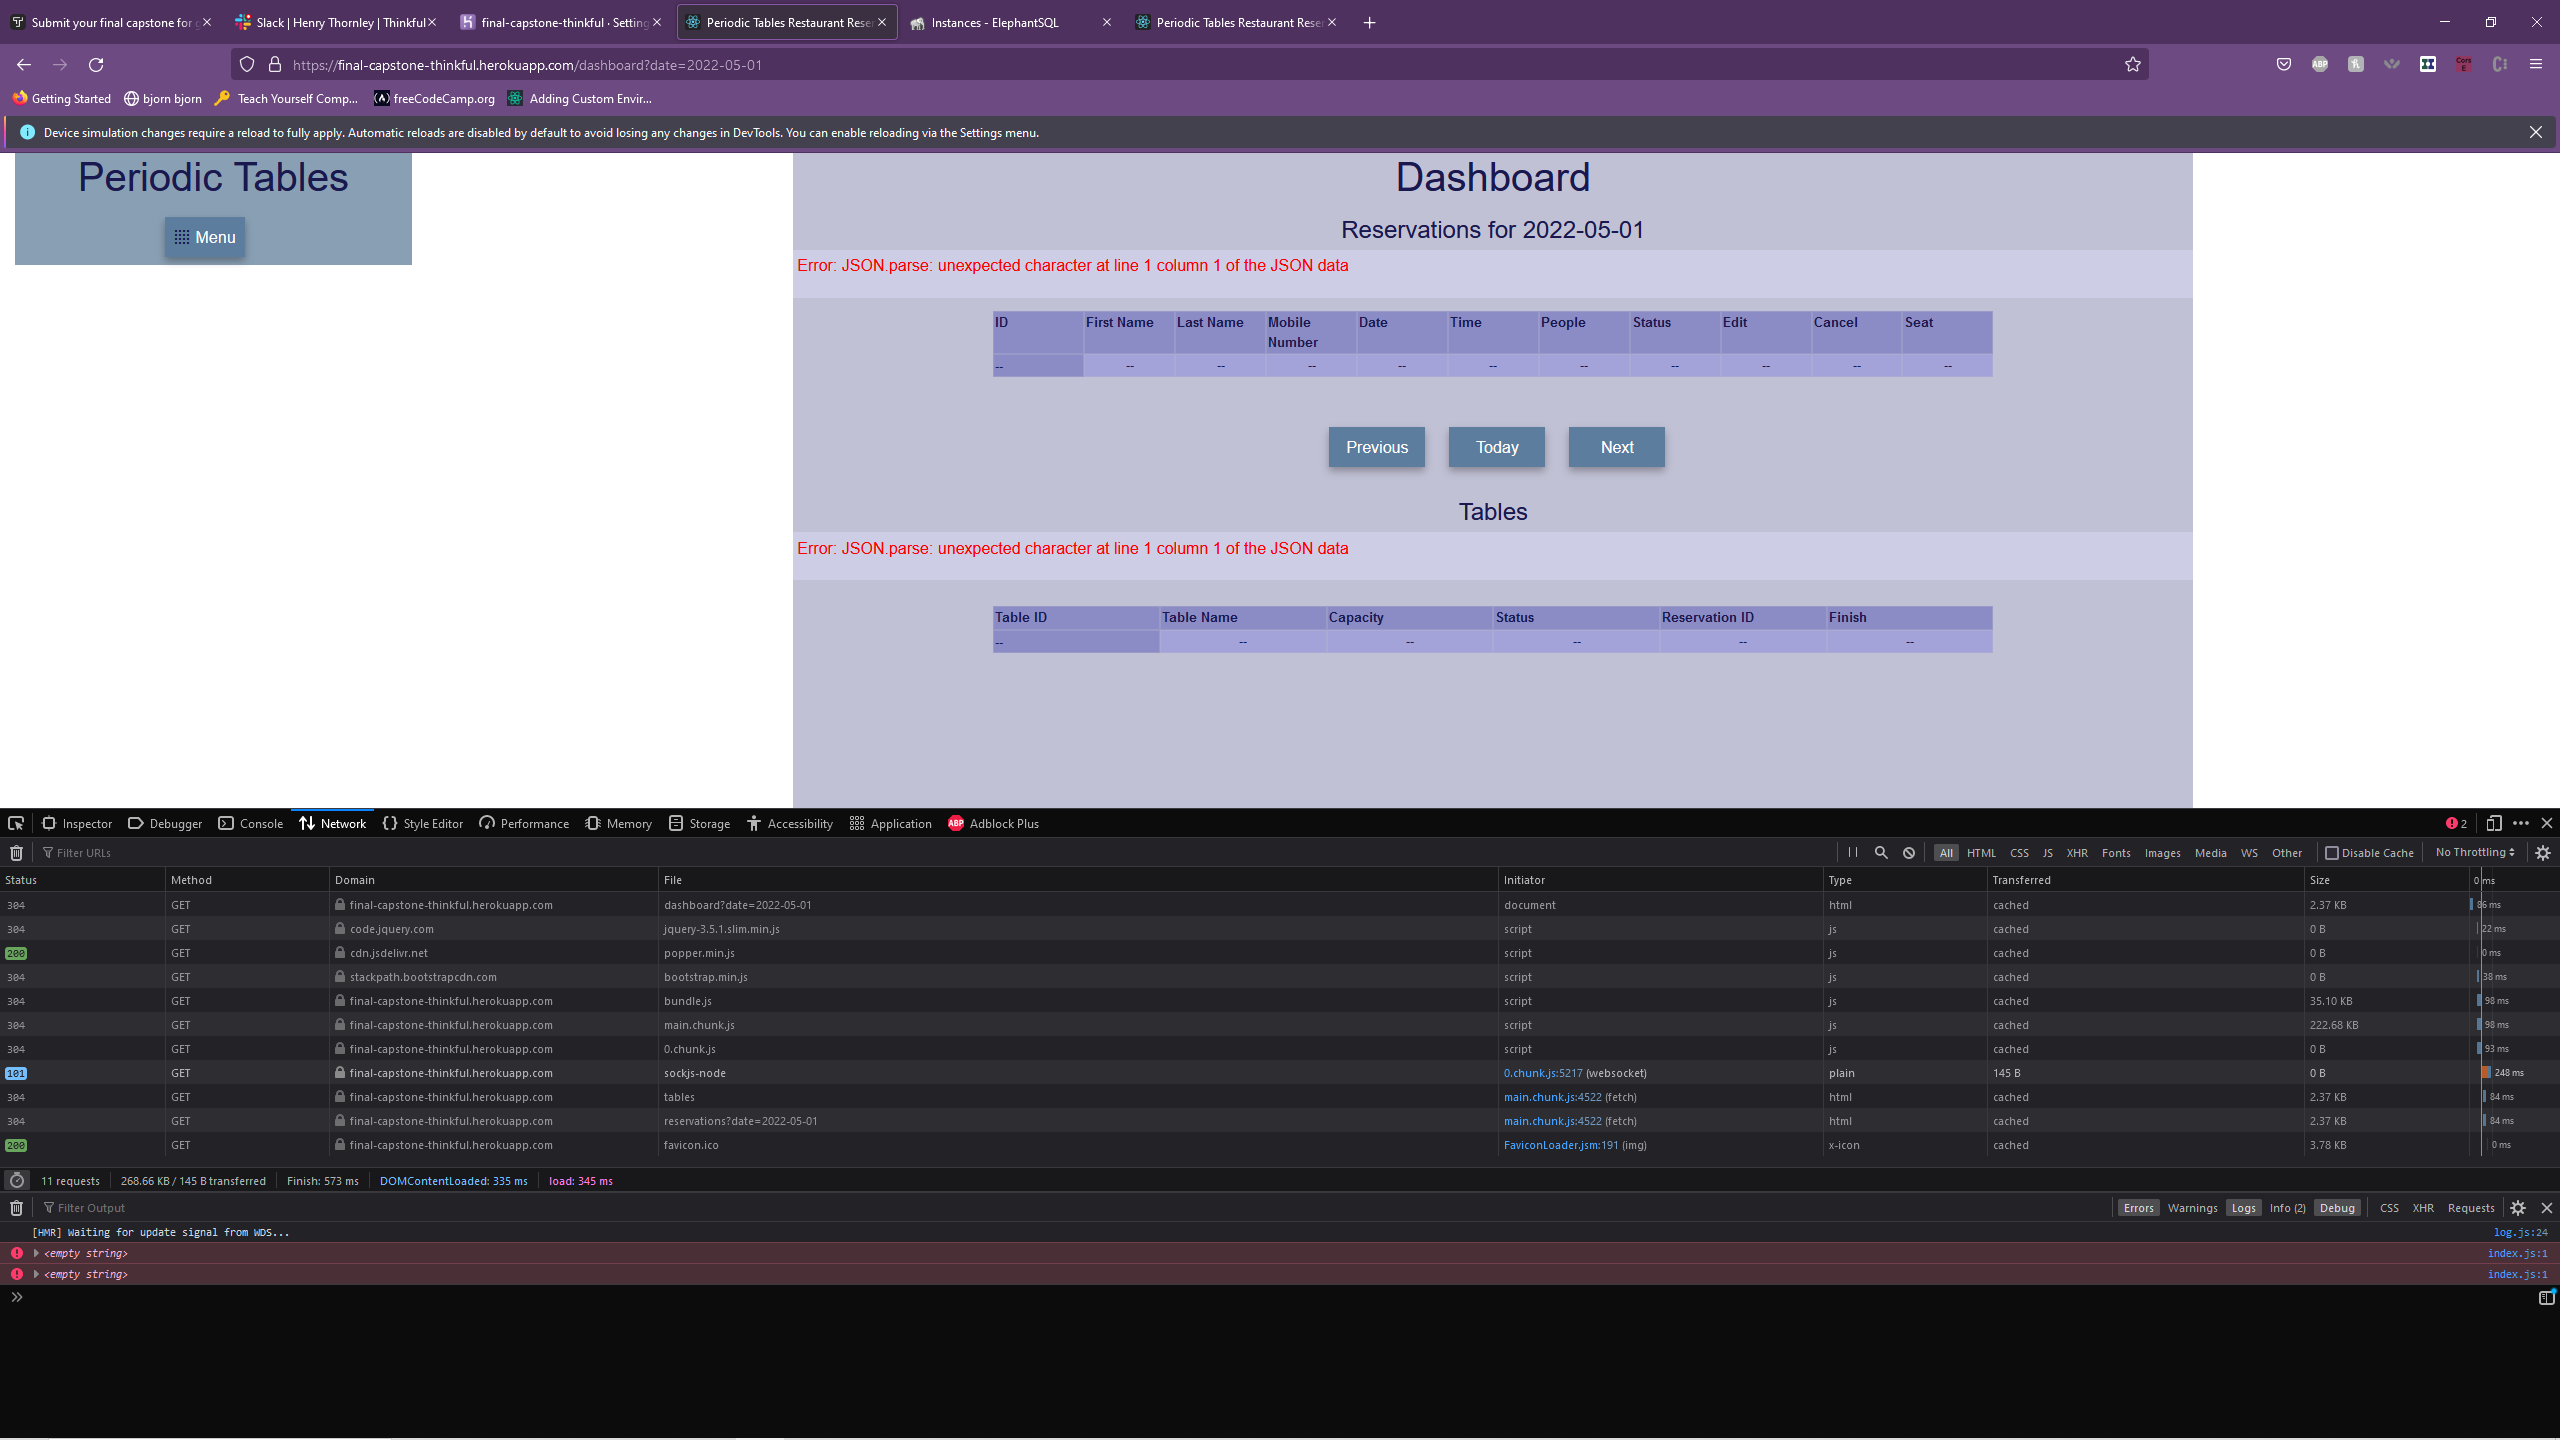 Submit your final capstone for g
Slack | Henry Thornley | Thinkful
final-capstone-thinkful · Setting
Periodic Tables Restaurant Rese
Instances - ElephantSQL
Periodic Tables Restaurant Rese
https://final-capstone-thinkful.herokuapp.com/dashboard?date=2022-05-01
Getting Started
bjorn bjorn
Teach Yourself Comp...
freeCodeCamp.org
Adding Custom Envir...
Device simulation changes require a reload to fully apply. Automatic reloads are disabled by default to avoid losing any changes in DevTools. You can enable reloading via the Settings menu.
Periodic Tables
Menu
Dashboard
Reservations for 2022-05-01
Error: JSON.parse: unexpected character at line 1 column 1 of the JSON data
ID First Name Last Name Mobile Number Date Time People Status Edit Cancel Seat
-- -- -- -- -- -- -- -- -- -- --
Previous Today Next
Tables
Error: JSON.parse: unexpected character at line 1 column 1 of the JSON data
Table ID Table Name Capacity Status Reservation ID Finish
-- -- -- -- -- --
Inspector Debugger Console Network Style Editor Performance Memory Storage Accessibility Application ABP Adblock Plus 2
Filter URLs All HTML CSS JS XHR Fonts Images Media WS Other Disable Cache No Throttling
Status Method Domain File Initiator Type Transferred Size 0 ms
304 GET final-capstone-thinkful.herokuapp.com dashboard?date=2022-05-01 document html cached 2.37 KB 86 ms
304 GET code.jquery.com jquery-3.5.1.slim.min.js script js cached 0 B 22 ms
200 GET cdn.jsdelivr.net popper.min.js script js cached 0 B 0 ms
304 GET stackpath.bootstrapcdn.com bootstrap.min.js script js cached 0 B 38 ms
304 GET final-capstone-thinkful.herokuapp.com bundle.js script js cached 35.10 KB 98 ms
304 GET final-capstone-thinkful.herokuapp.com main.chunk.js script js cached 222.68 KB 98 ms
304 GET final-capstone-thinkful.herokuapp.com 0.chunk.js script js cached 0 B 93 ms
101 GET final-capstone-thinkful.herokuapp.com sockjs-node 0.chunk.js:5217 (websocket) plain 145 B 0 B 248 ms
304 GET final-capstone-thinkful.herokuapp.com tables main.chunk.js:4522 (fetch) html cached 2.37 KB 84 ms
304 GET final-capstone-thinkful.herokuapp.com reservations?date=2022-05-01 main.chunk.js:4522 (fetch) html cached 2.37 KB 84 ms
200 GET final-capstone-thinkful.herokuapp.com favicon.ico FaviconLoader.jsm:191 (img) x-icon cached 3.78 KB 0 ms
11 requests 268.66 KB / 145 B transferred Finish: 573 ms DOMContentLoaded: 335 ms load: 345 ms
Filter Output Errors Warnings Logs Info (2) Debug CSS XHR Requests
[HMR] Waiting for update signal from WDS... log.js:24
<empty string> index.js:1
<empty string> index.js:1